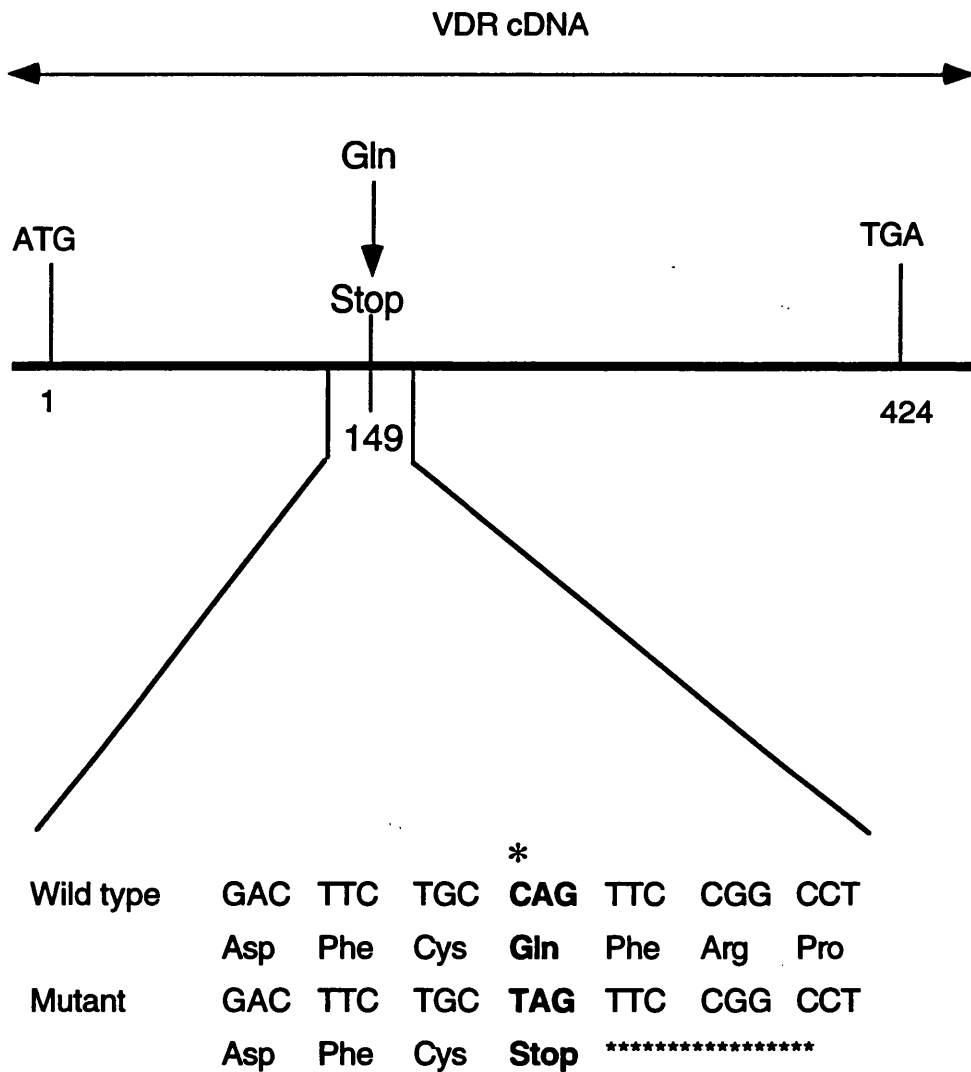 VDR cDNA
Gln
ATG
TGA
Stop
1
149
424
*
Wild type GAC TTC TGC CAG TTC CGG CCT
Asp Phe Cys Gln Phe Arg Pro
Mutant GAC TTC TGC TAG TTC CGG CCT
Asp Phe Cys Stop *****************